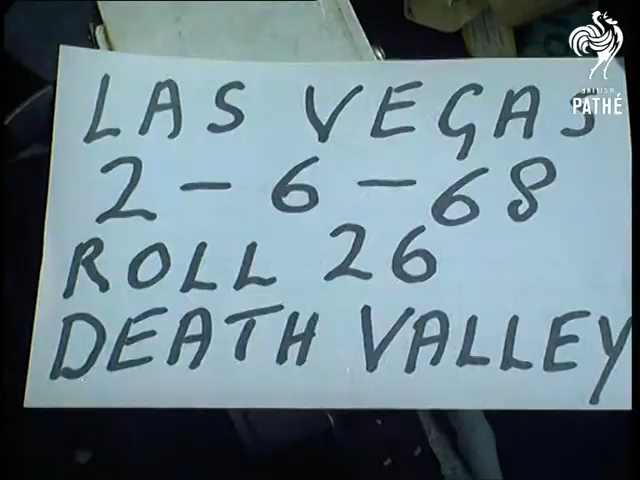 LAS VEGAS
2-6-68
ROLL 26
DEATH VALLEY
BRITISH
PATHÉ